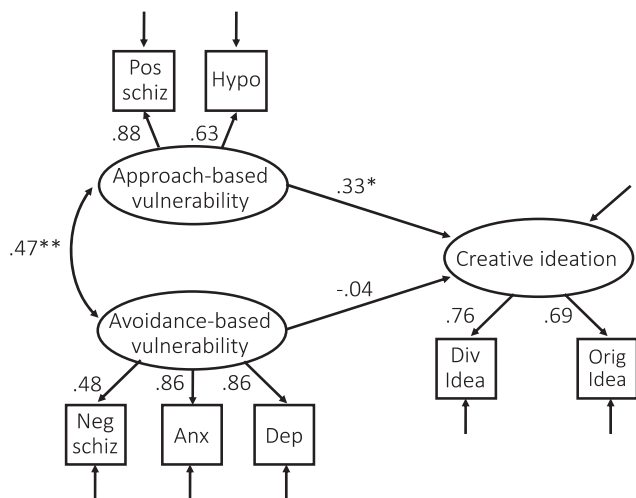 Pos
schiz
Hypo
.88
.63
Approach-based
vulnerability
.33*
.47**
Creative ideation
-.04
Avoidance-based
vulnerability
.76
.69
.48
.86
.86
Div
Idea
Orig
Idea
Neg
schiz
Anx
Dep